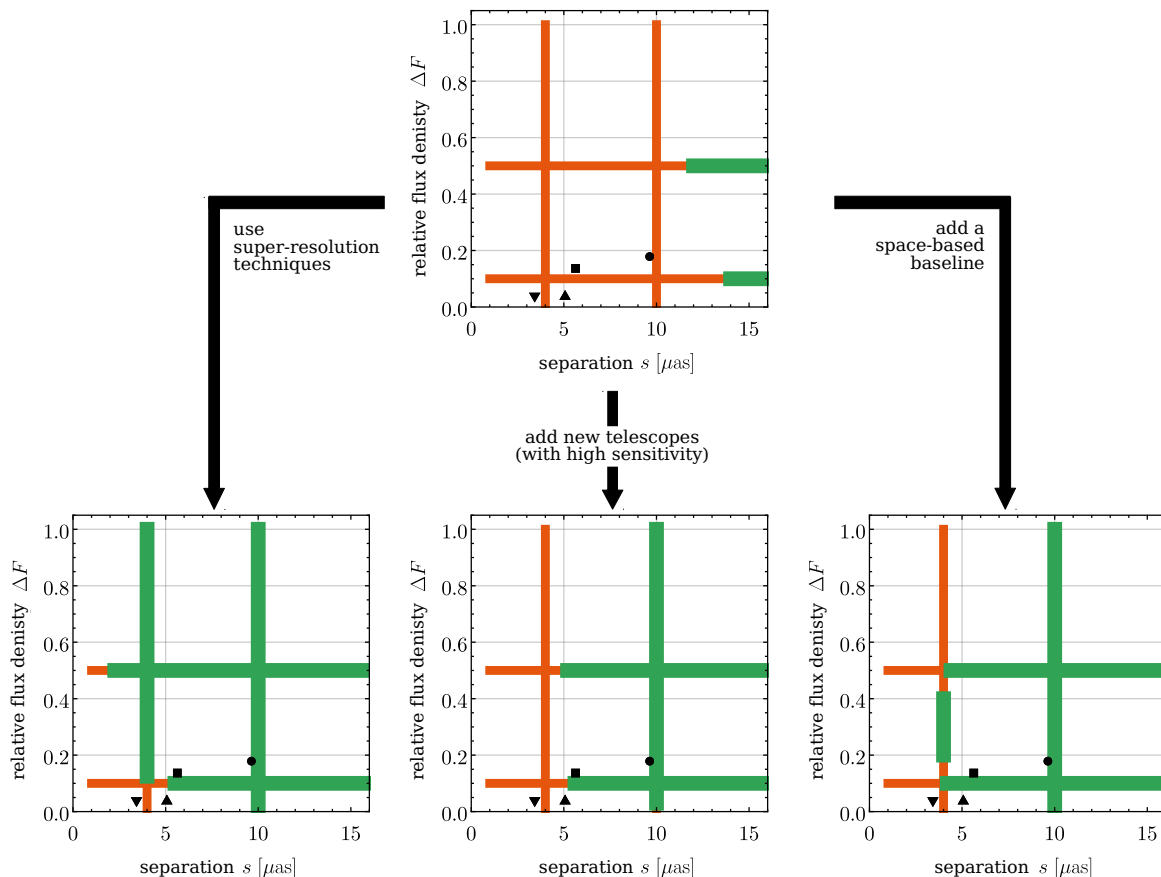 1.0
0.8
0.6
0.4
0.2
0.0
relative flux denisty ΔF
0 5 10 15
separation s [μas]
use
super-resolution
techniques
add a
space-based
baseline
add new telescopes
(with high sensitivity)
1.0
0.8
0.6
0.4
0.2
0.0
relative flux denisty ΔF
0 5 10 15
separation s [μas]
1.0
0.8
0.6
0.4
0.2
0.0
relative flux denisty ΔF
0 5 10 15
separation s [μas]
1.0
0.8
0.6
0.4
0.2
0.0
relative flux denisty ΔF
0 5 10 15
separation s [μas]